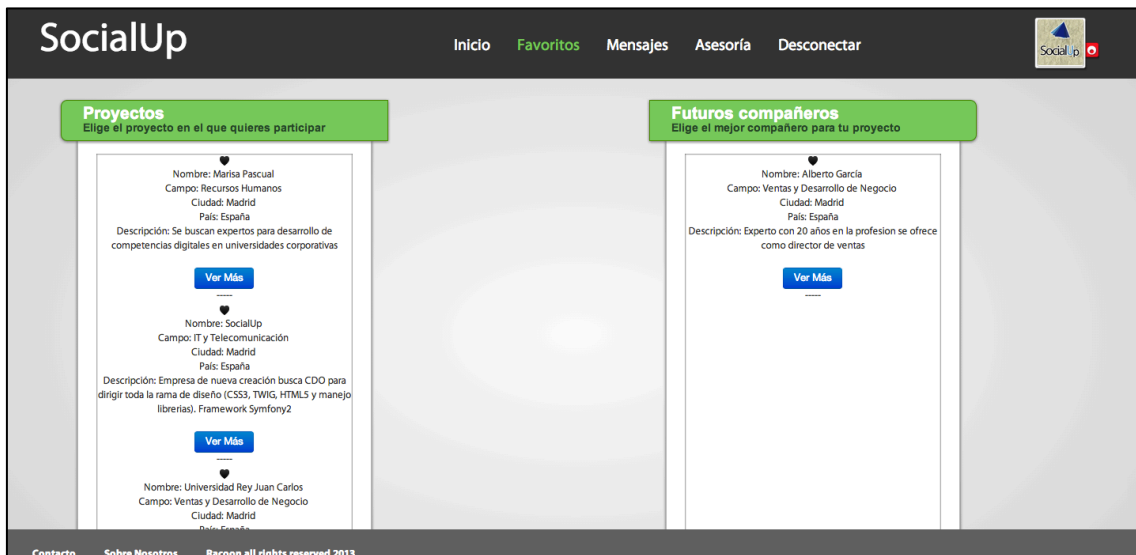 SocialUp
Inicio Favoritos Mensajes Asesoría Desconectar
SocialUp
Proyectos
Elige el proyecto en el que quieres participar
Nombre: Marisa Pascual
Campo: Recursos Humanos
Ciudad: Madrid
País: España
Descripción: Se buscan expertos para desarrollo de
competencias digitales en universidades corporativas
Ver Más
-----
Nombre: SocialUp
Campo: IT y Telecomunicación
Ciudad: Madrid
País: España
Descripción: Empresa de nueva creación busca CDO para
dirigir toda la rama de diseño (CSS3, TWIG, HTML5 y manejo
librerias). Framework Symfony2
Ver Más
-----
Nombre: Universidad Rey Juan Carlos
Campo: Ventas y Desarrollo de Negocio
Ciudad: Madrid
País: España
Futuros compañeros
Elige el mejor compañero para tu proyecto
Nombre: Alberto García
Campo: Ventas y Desarrollo de Negocio
Ciudad: Madrid
País: España
Descripción: Experto con 20 años en la profesion se ofrece
como director de ventas
Ver Más
-----
Contacto Sobre Nosotros Racoon all rights reserved 2013